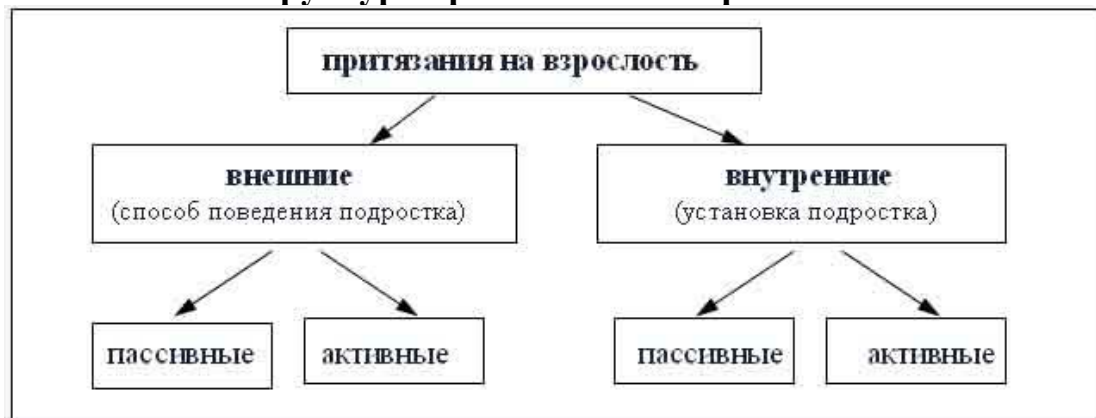 притязания на взрослость
внешние
(способ поведения подростка)
внутренние
(установка подростка)
пассивные
активные
пассивные
активные